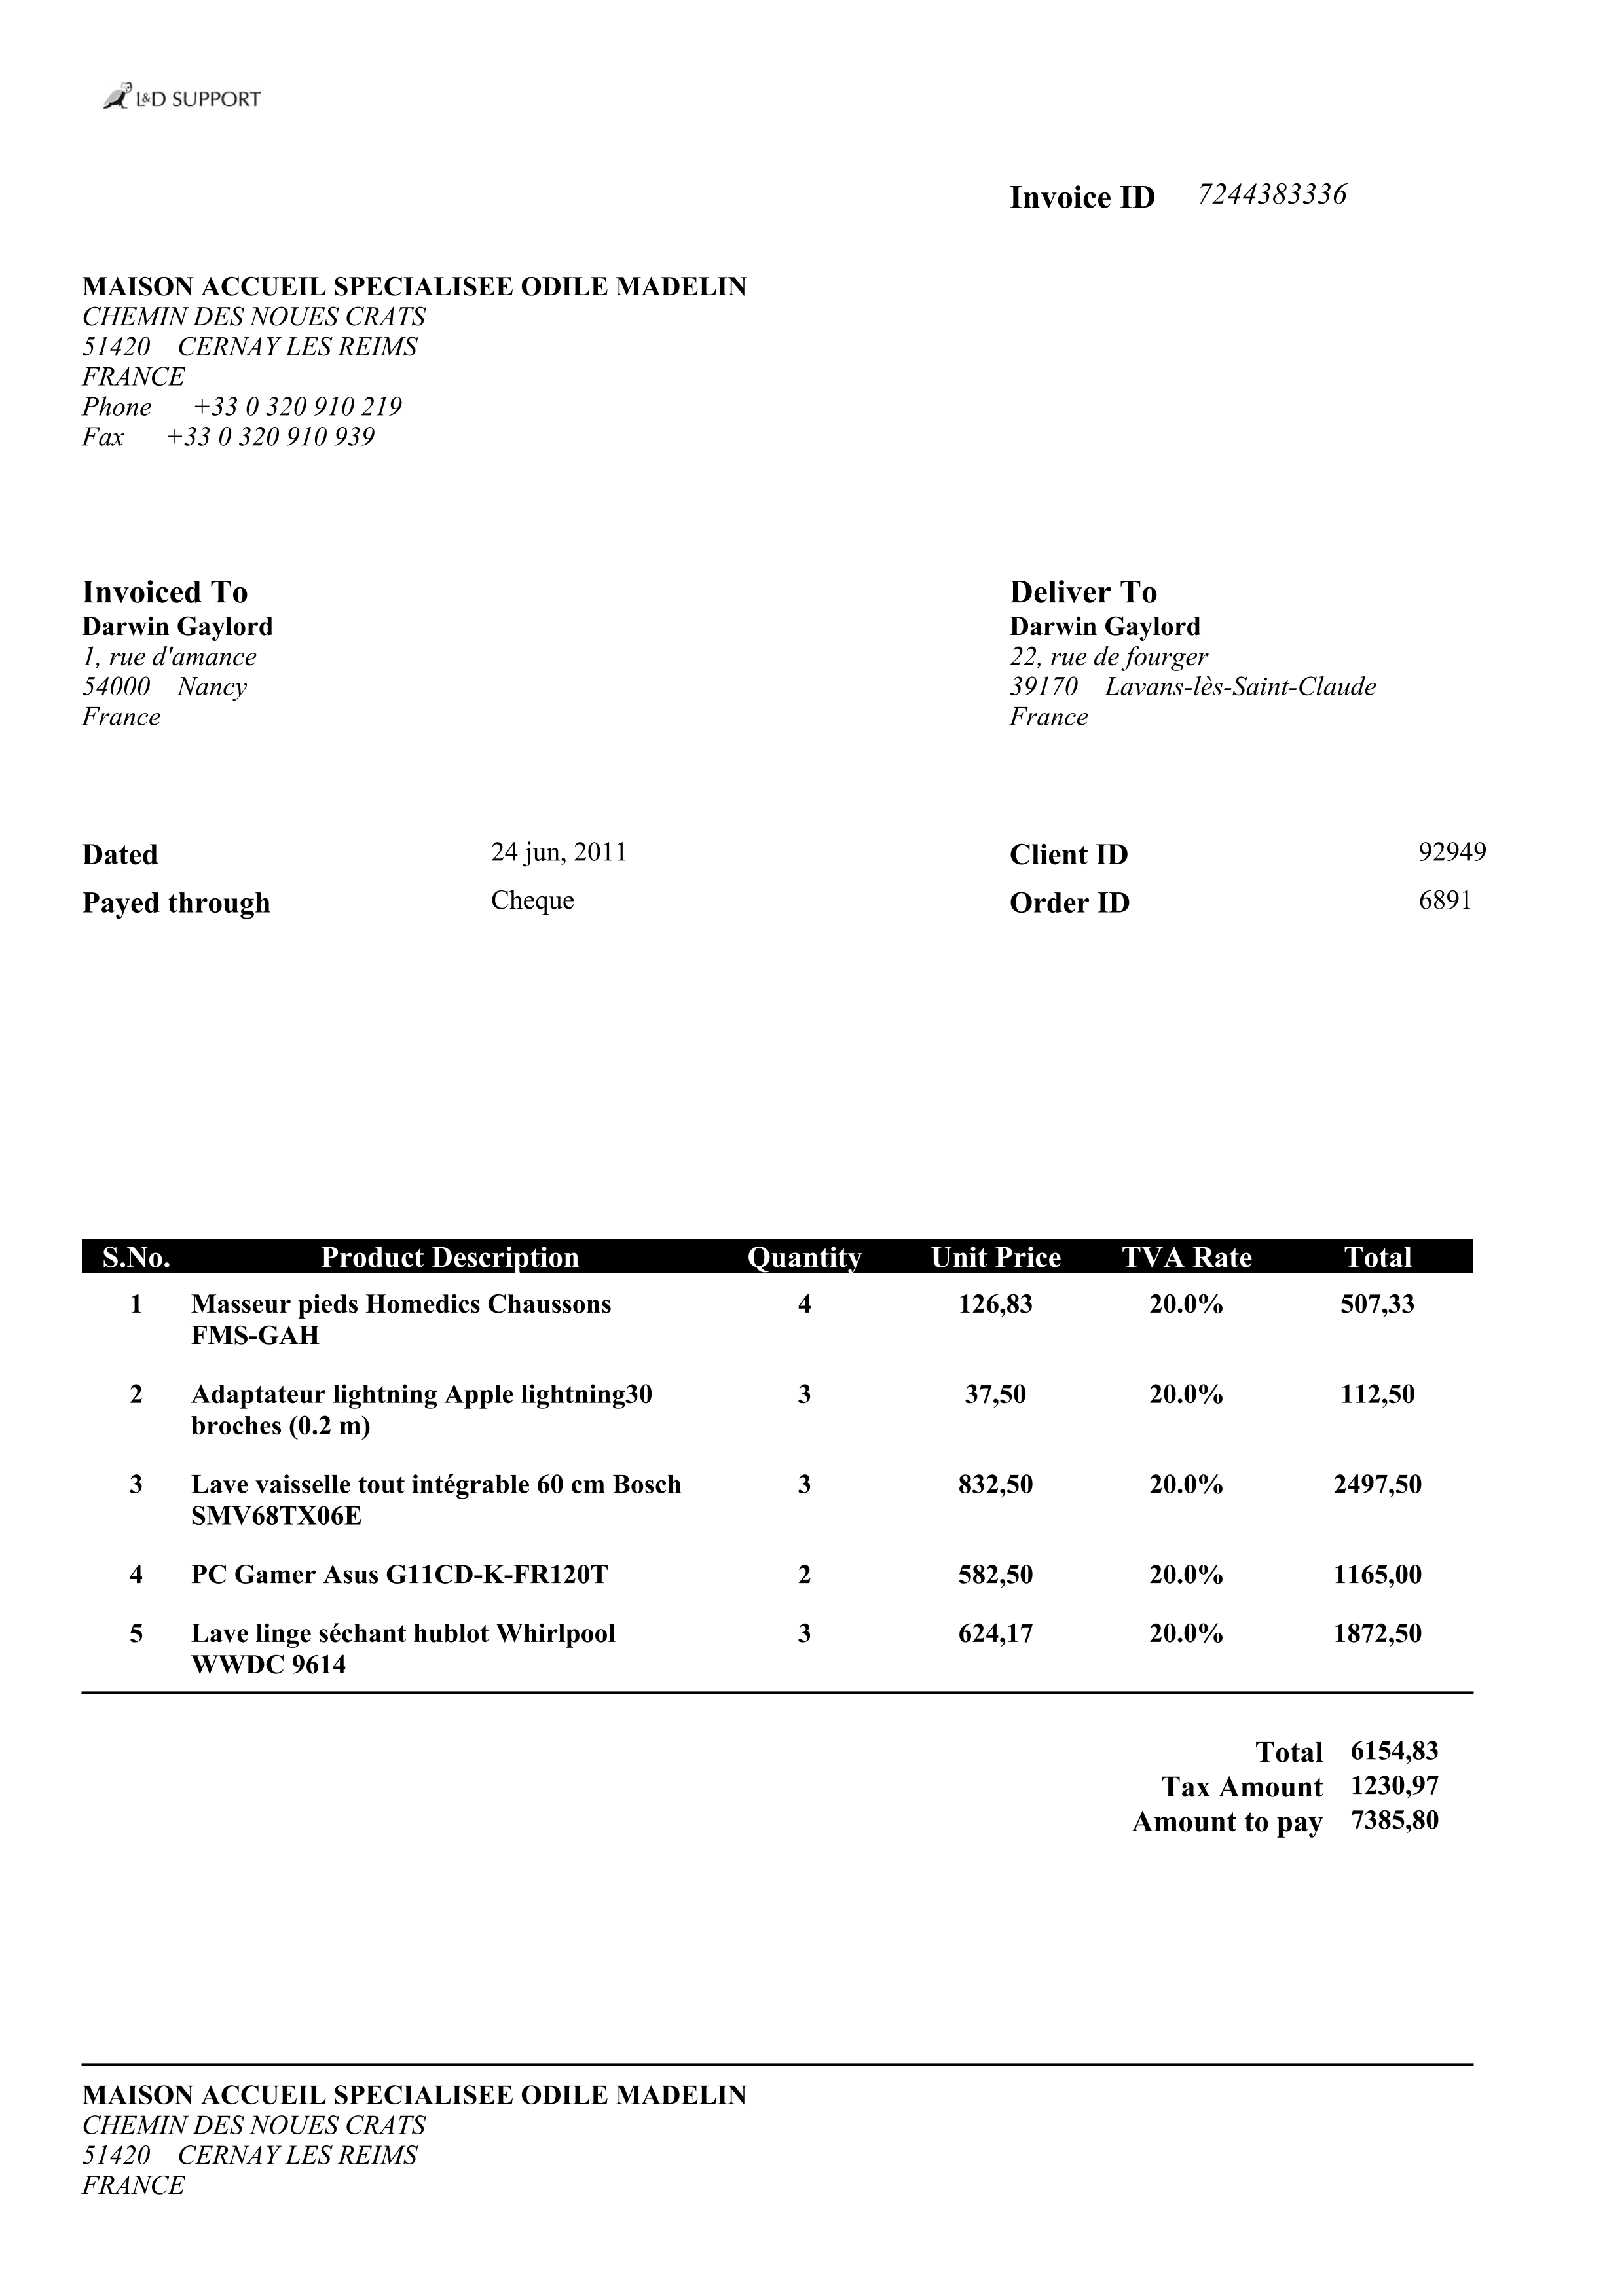 L&D SUPPORT
Invoice ID 7244383336
MAISON ACCUEIL SPECIALISEE ODILE MADELIN
CHEMIN DES NOUES CRATS
51420 CERNAY LES REIMS
FRANCE
Phone +33 0 320 910 219
Fax +33 0 320 910 939
Invoiced To
Darwin Gaylord
1, rue d'amance
54000 Nancy
France
Deliver To
Darwin Gaylord
22, rue de fourger
39170 Lavans-lès-Saint-Claude
France
Dated 24 jun, 2011
Payed through Cheque
Client ID 92949
Order ID 6891
S.No. Product Description Quantity Unit Price TVA Rate Total
1 Masseur pieds Homedics Chaussons 4 126,83 20.0% 507,33
FMS-GAH
2 Adaptateur lightning Apple lightning30 3 37,50 20.0% 112,50
broches (0.2 m)
3 Lave vaisselle tout intégrable 60 cm Bosch 3 832,50 20.0% 2497,50
SMV68TX06E
4 PC Gamer Asus G11CD-K-FR120T 2 582,50 20.0% 1165,00
5 Lave linge séchant hublot Whirlpool 3 624,17 20.0% 1872,50
WWDC 9614
Total 6154,83
Tax Amount 1230,97
Amount to pay 7385,80
MAISON ACCUEIL SPECIALISEE ODILE MADELIN
CHEMIN DES NOUES CRATS
51420 CERNAY LES REIMS
FRANCE